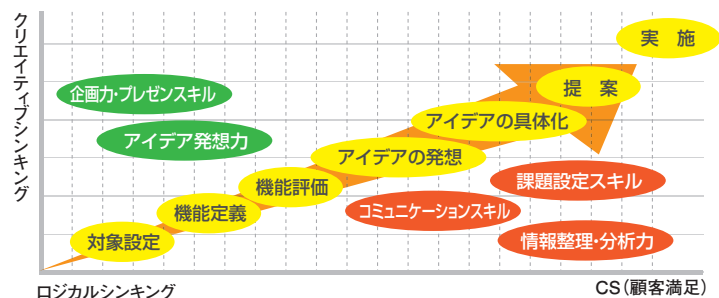 クリエイティブシンキング
実　施
提　案
企画力・プレゼンスキル
アイデアの具体化
アイデア発想力
アイデアの発想
課題設定スキル
機能評価
コミュニケーションスキル
機能定義
対象設定
情報整理・分析力
ロジカルシンキング
CS（顧客満足）